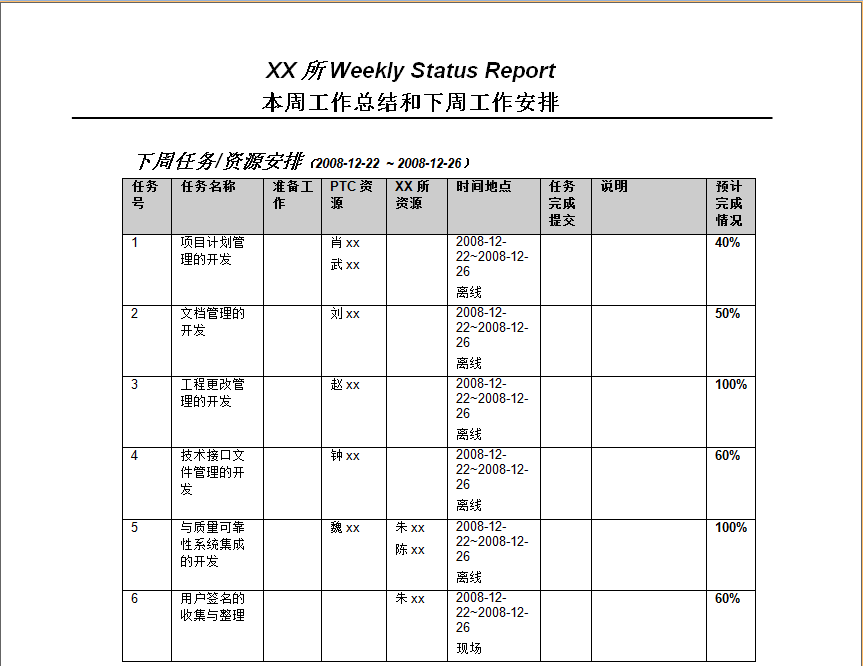 XX 所 Weekly Status Report
本周工作总结和下周工作安排
下周任务/资源安排（2008-12-22 ~ 2008-12-26）
任务号 任务名称 准备工作 PTC 资源 XX 所资源 时间地点 任务完成提交 说明 预计完成情况
1 项目计划管理的开发 肖 xx 武 xx 2008-12-22~2008-12-26 离线 40%
2 文档管理的开发 刘 xx 2008-12-22~2008-12-26 离线 50%
3 工程更改管理的开发 赵 xx 2008-12-22~2008-12-26 离线 100%
4 技术接口文件管理的开发 钟 xx 2008-12-22~2008-12-26 离线 60%
5 与质量可靠性系统集成的开发 魏 xx 朱 xx 陈 xx 2008-12-22~2008-12-26 离线 100%
6 用户签名的收集与整理 朱 xx 2008-12-22~2008-12-26 现场 60%